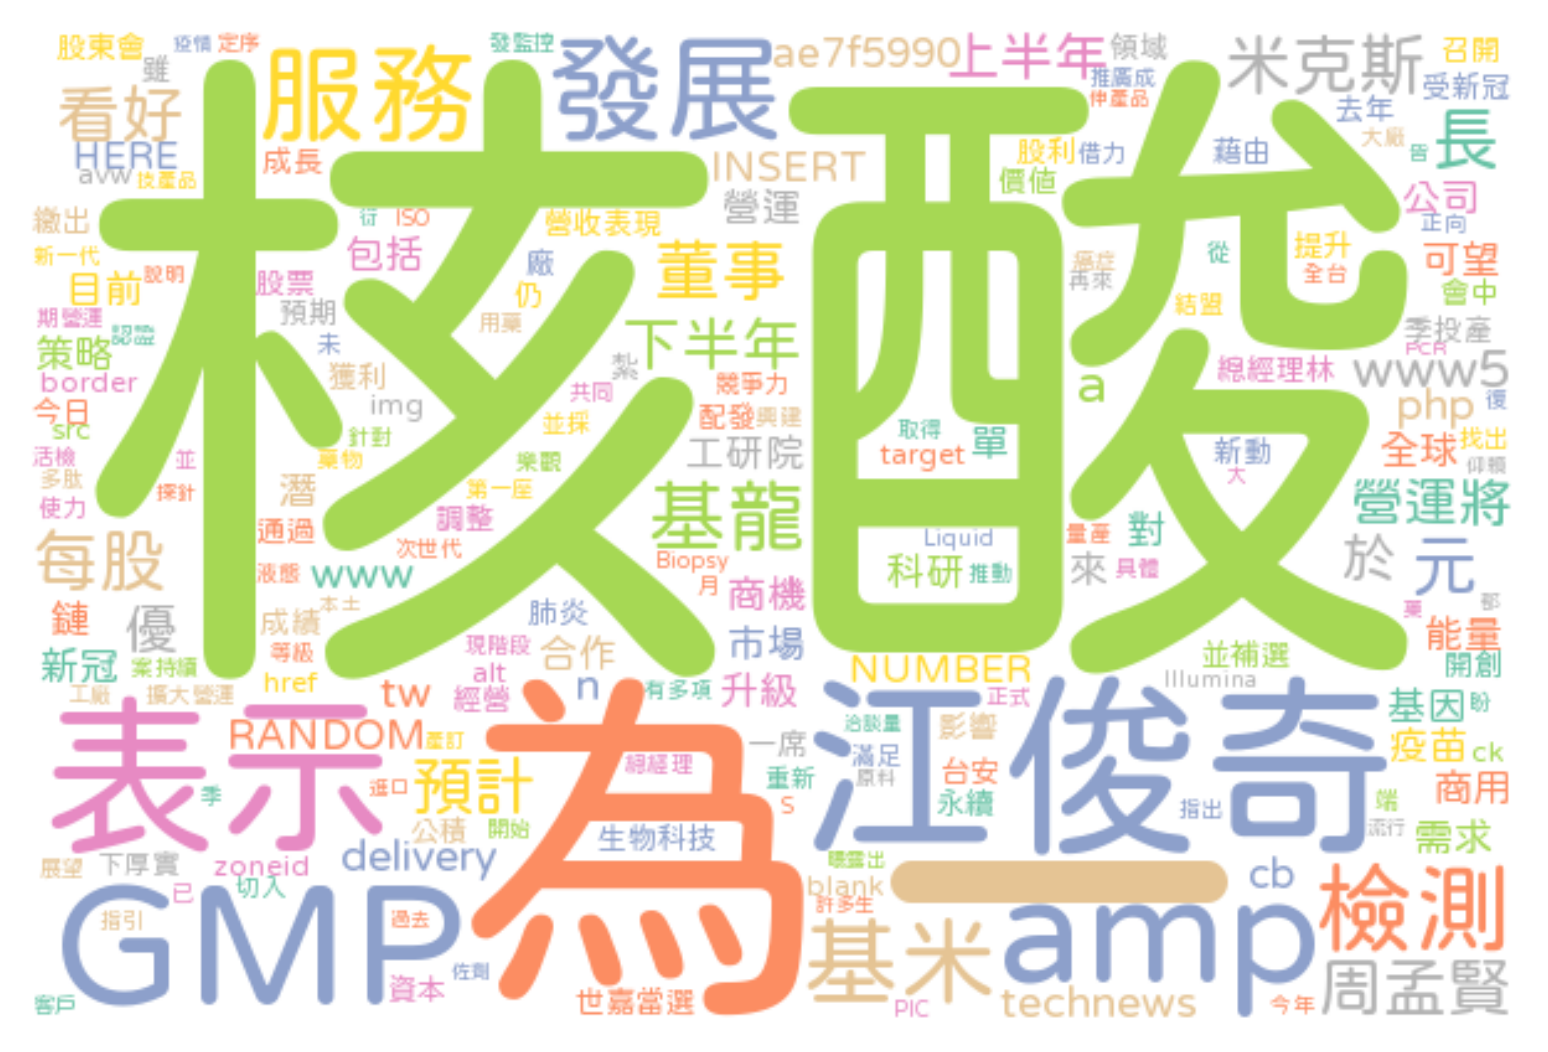 股東會
疫情
定序
發監控
雖
服務
發展
ae7f5990
上半年
領域
米克斯
召開
推廣成
伸產品
受新冠
去年
看好
HERE
avw
技產品
成長
核酸
INSERT
股利
借力
藉由
大廠
皆
長
價值
公司
正向
繳出
衍
ISO
營收表現
營運
新一代
目前
說明
包括
股票
廠
仍
董事
癌症
再來
從
提升
全台
可望
會中
結盟
期營運
預期
用藥
下半年
季投產
PCR
策略
未
紮
border
獲利
共同
競爭力
總經理林
www5
a
php
復
今日
src
img
並採
配發
興建
取得
target
單
新動
大
全球
找出
仰賴
活檢
並
針對
藥物
樂觀
工研院
多肽
探針
使力
潛
第一座
基龍
調整
營運將
通過
次世代
Liquid
量產
對
每股
液態
www
Biopsy
月
科研
推動
來
具體
於
元
鏈
優
成績
本土
肺炎
商機
藥
郁
能量
新冠
案持續
等級
現階段
合作
市場
NUMBER
並補選
開創
Illumina
工廠
擴大營運
href
tw
alt
經營
n
有多項
升級
正式
基因
盼
表示
RANDOM
產訂
為
總經理
一席
江俊奇
洽談量
影響
滿足
原料
疫苗
ck
季
進口
預計
重新
S
台安
永續
指出
商用
端
流行
需求
公積
開始
生物科技
展望
下厚實
zoneid
delivery
曝露出
已
切入
blank
一
cb
許多生
GMP
指引
過去
基米
amp
檢測
佐劑
資本
客戶
世嘉當選
PIC
technews
今年
周孟賢